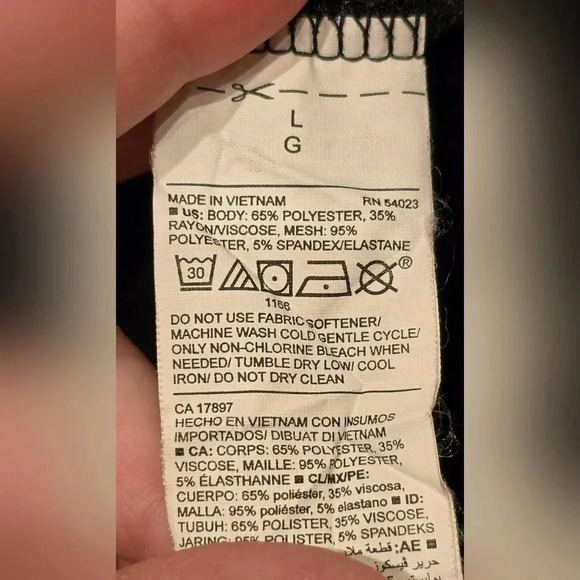 L
G
MADE IN VIETNAM RN 54023
US: BODY: 65% POLYESTER, 35%
RAYON/VISCOSE, MESH: 95%
POLYESTER, 5% SPANDEX/ELASTANE
30
®
1166
DO NOT USE FABRIC SOFTENER/
MACHINE WASH COLD GENTLE CYCLE/
ONLY NON-CHLORINE BLEACH WHEN
NEEDED/ TUMBLE DRY LOW/ COOL
IRON/ DO NOT DRY CLEAN
CA 17897
HECHO EN VIETNAM CON INSUMOS
IMPORTADOS/ DIBUAT DI VIETNAM
CA: CORPS: 65% POLYESTER, 35%
VISCOSE, MAILLE: 95% POLYESTER,
5% ÉLASTHANNE CL/MX/PE:
CUERPO: 65% poliéster, 35% viscosa,
MALLA: 95% poliéster, 5% elastano ID:
TUBUH: 65% POLISTER, 35% VISCOSE,
JARING: 95% POLISTER, 5% SPANDEKS
AE: قطعة